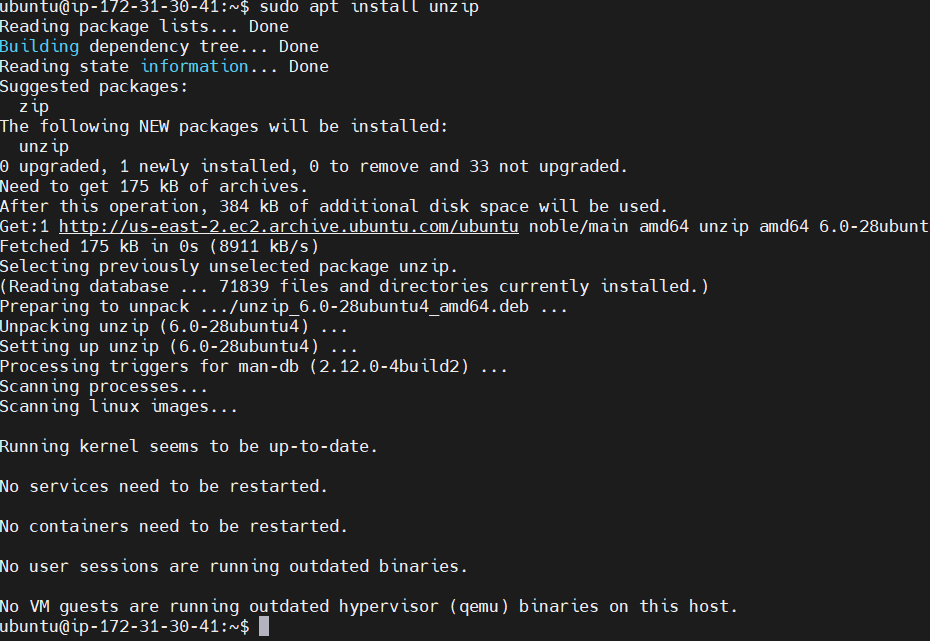 ubuntu@ip-172-31-30-41:~$ sudo apt install unzip
Reading package lists... Done
Building dependency tree... Done
Reading state information... Done
Suggested packages:
  zip
The following NEW packages will be installed:
  unzip
0 upgraded, 1 newly installed, 0 to remove and 33 not upgraded.
Need to get 175 kB of archives.
After this operation, 384 kB of additional disk space will be used.
Get:1 http://us-east-2.ec2.archive.ubuntu.com/ubuntu noble/main amd64 unzip amd64 6.0-28ubunt
Fetched 175 kB in 0s (8911 kB/s)
Selecting previously unselected package unzip.
(Reading database ... 71839 files and directories currently installed.)
Preparing to unpack .../unzip_6.0-28ubuntu4_amd64.deb ...
Unpacking unzip (6.0-28ubuntu4) ...
Setting up unzip (6.0-28ubuntu4) ...
Processing triggers for man-db (2.12.0-4build2) ...
Scanning processes...
Scanning linux images...

Running kernel seems to be up-to-date.

No services need to be restarted.

No containers need to be restarted.

No user sessions are running outdated binaries.

No VM guests are running outdated hypervisor (qemu) binaries on this host.
ubuntu@ip-172-31-30-41:~$